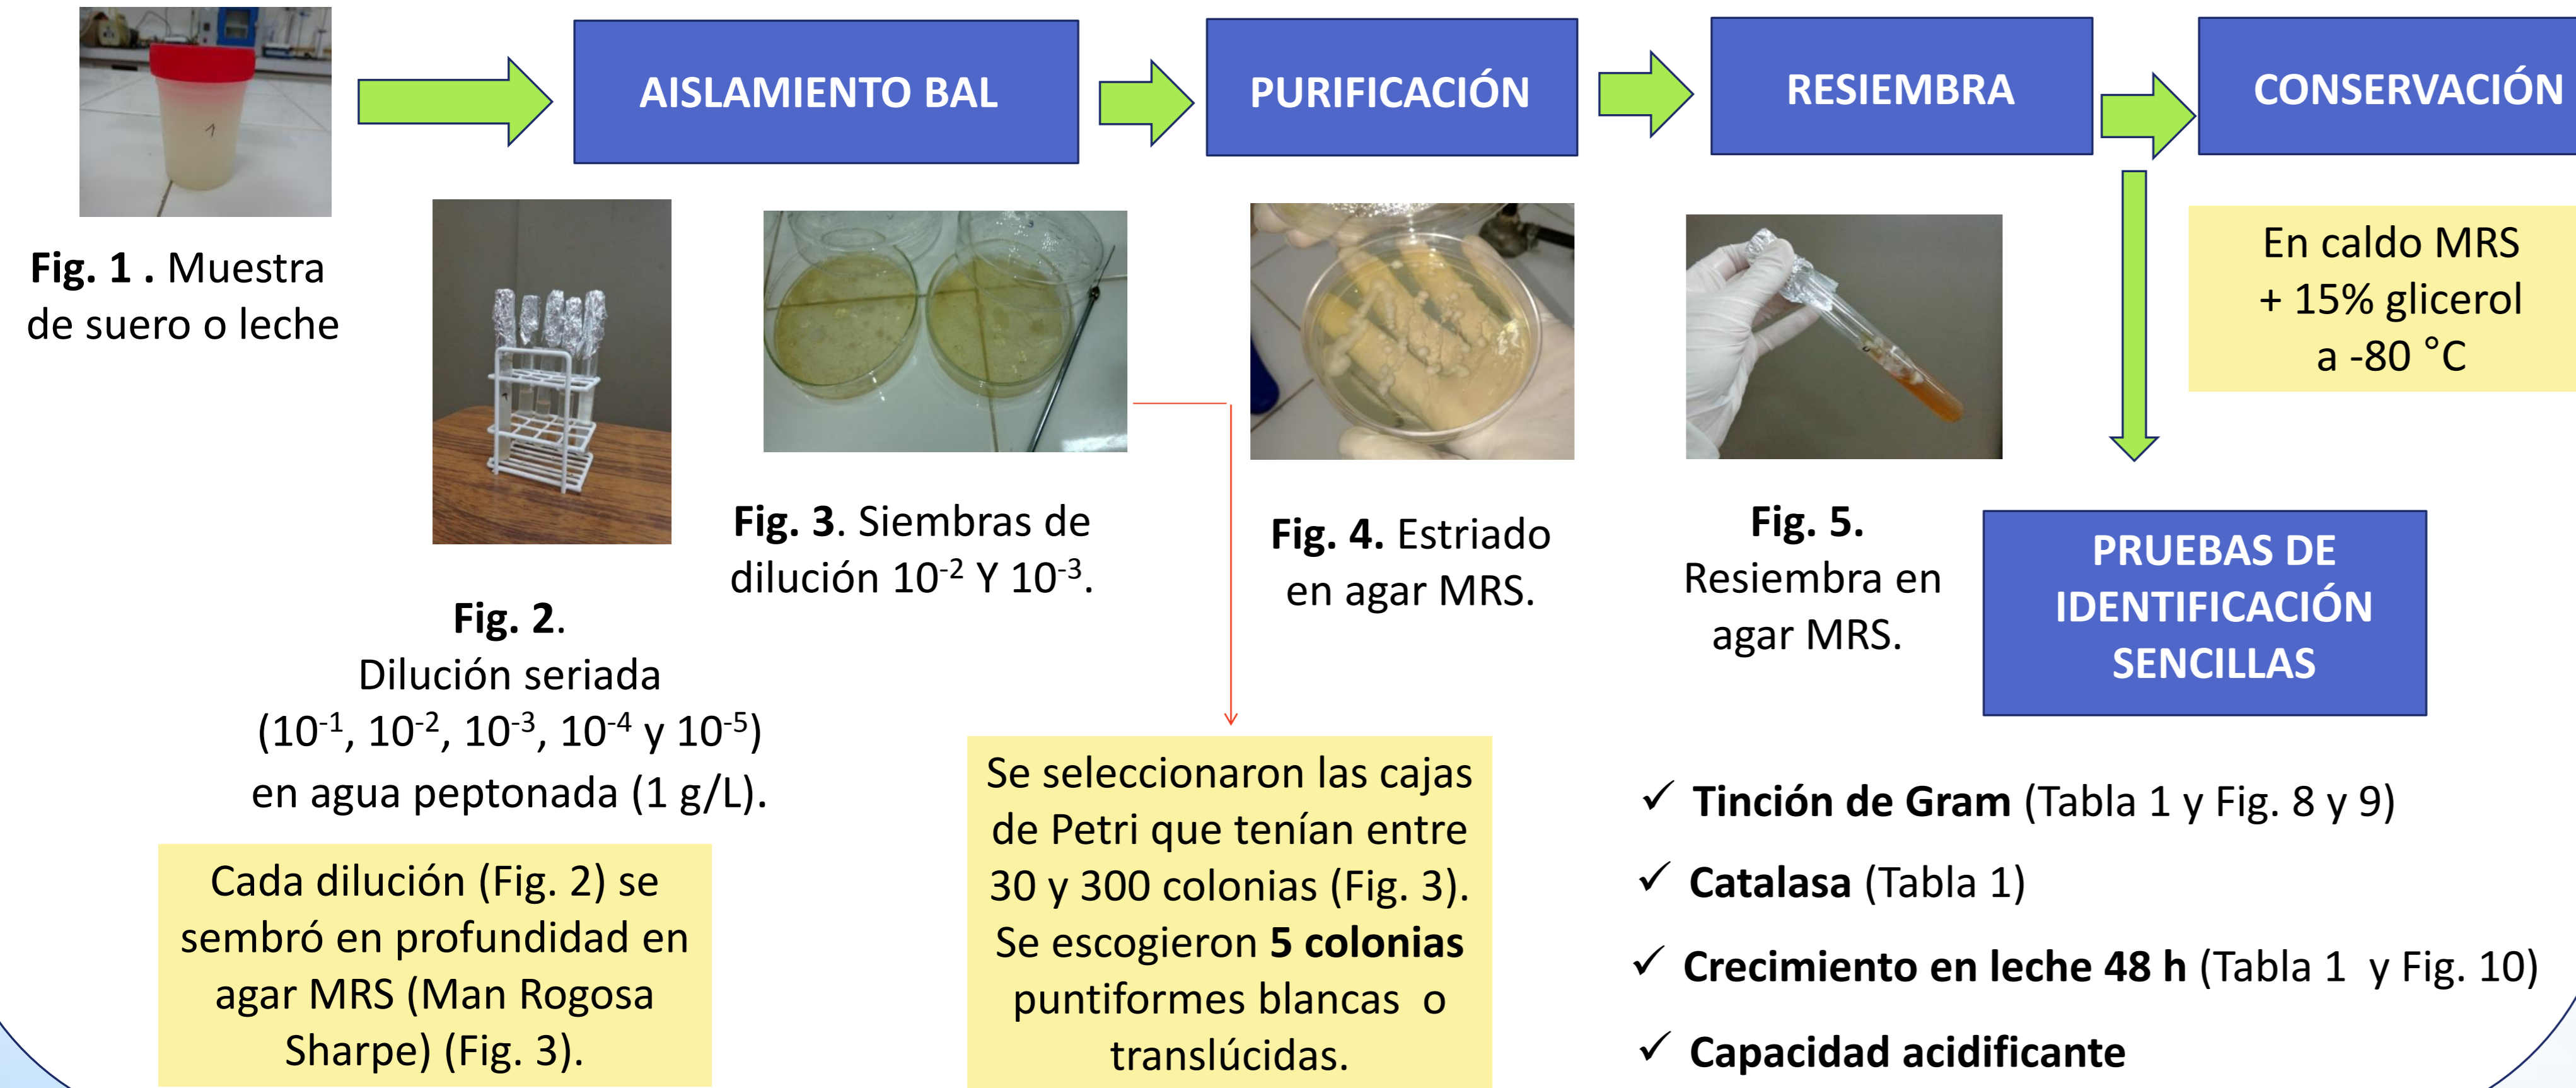 AISLAMIENTO BAL
PURIFICACIÓN
RESIEMBRA
CONSERVACIÓN
1
Fig. 1 . Muestra
de suero o leche
Fig. 2.
Dilución seriada
(10⁻¹, 10⁻², 10⁻³, 10⁻⁴ y 10⁻⁵)
en agua peptonada (1 g/L).
Cada dilución (Fig. 2) se
sembró en profundidad en
agar MRS (Man Rogosa
Sharpe) (Fig. 3).
Fig. 3. Siembras de
dilución 10⁻² Y 10⁻³.
Se seleccionaron las cajas
de Petri que tenían entre
30 y 300 colonias (Fig. 3).
Se escogieron 5 colonias
puntiformes blancas o
translúcidas.
Fig. 4. Estriado
en agar MRS.
Fig. 5.
Resiembra en
agar MRS.
En caldo MRS
+ 15% glicerol
a -80 °C
PRUEBAS DE
IDENTIFICACIÓN
SENCILLAS
✓ Tinción de Gram (Tabla 1 y Fig. 8 y 9)
✓ Catalasa (Tabla 1)
✓ Crecimiento en leche 48 h (Tabla 1 y Fig. 10)
✓ Capacidad acidificante